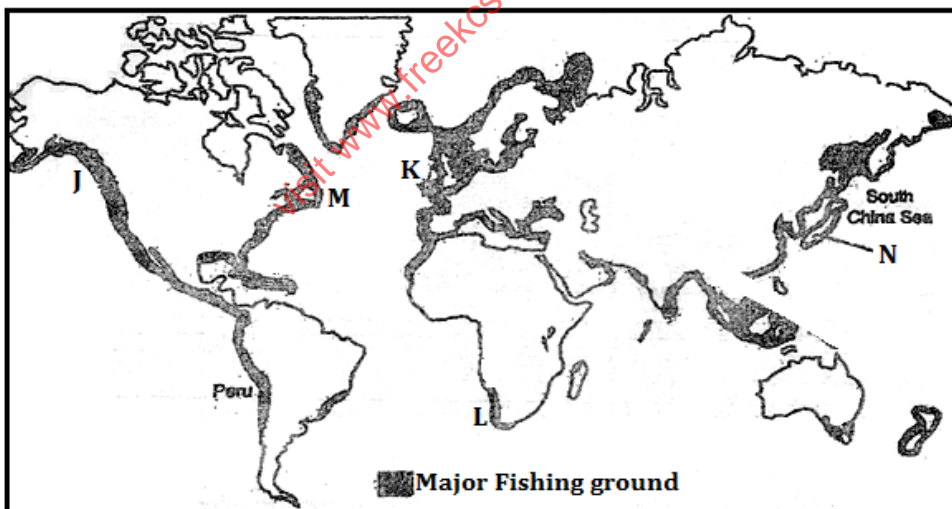 visit www.freekcs
J
K
M
South
China Sea
N
Peru
L
Major Fishing ground